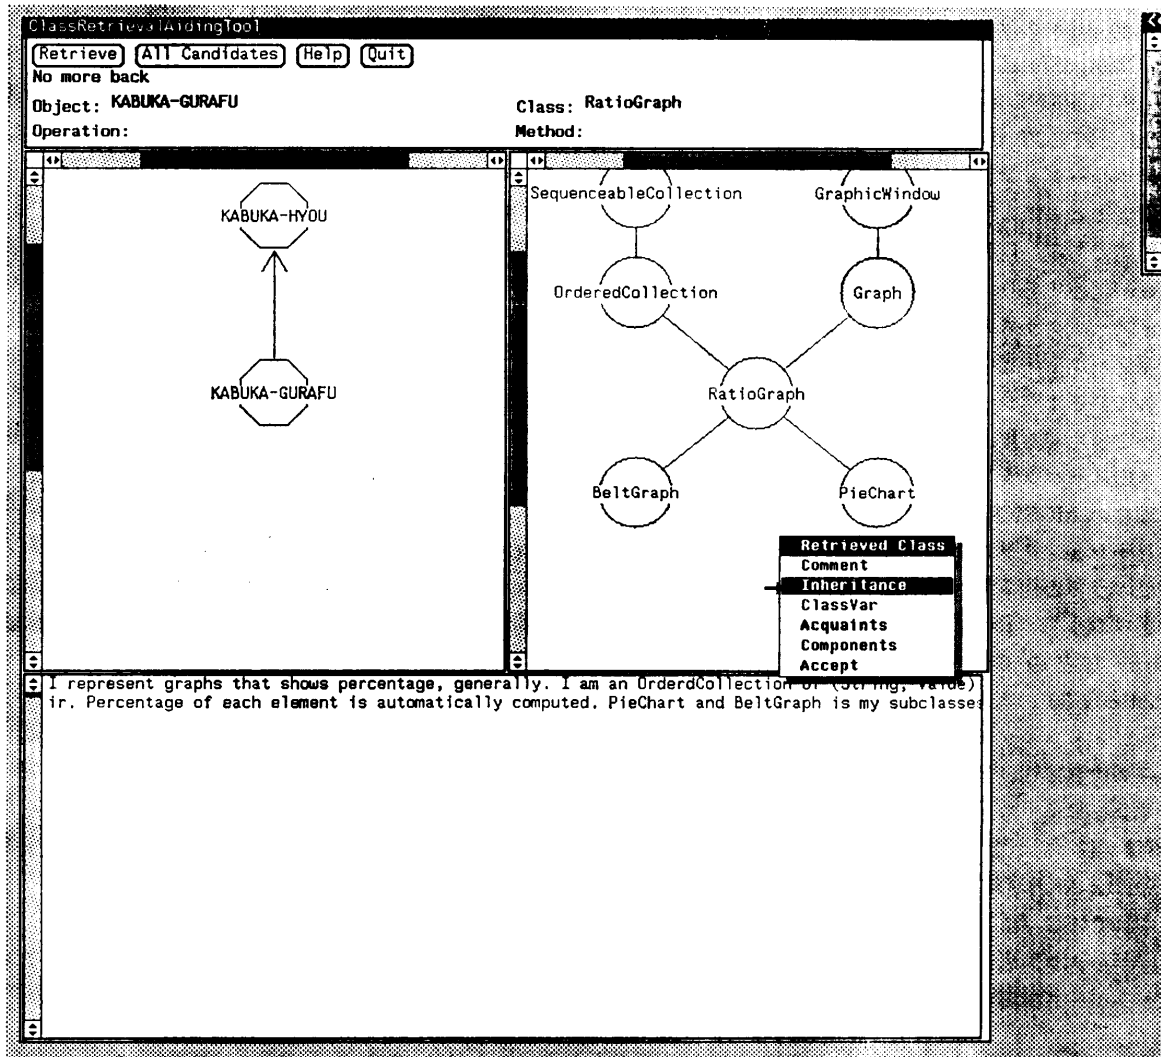 ClassRetrievalAidingTool
Retrieve All Candidates Help Quit
No more back
Object: KABUKA-GURAFU Class: RatioGraph
Operation: Method:
KABUKA-HYOU
KABUKA-GURAFU
SequenceableCollection GraphicWindow
OrderedCollection Graph
RatioGraph
BeltGraph PieChart
Retrieved Class
Comment
Inheritance
ClassVar
Acquaints
Components
Accept
I represent graphs that shows percentage, generally. I am an OrderdCollection of (String, Value)
ir. Percentage of each element is automatically computed. PieChart and BeltGraph is my subclasses